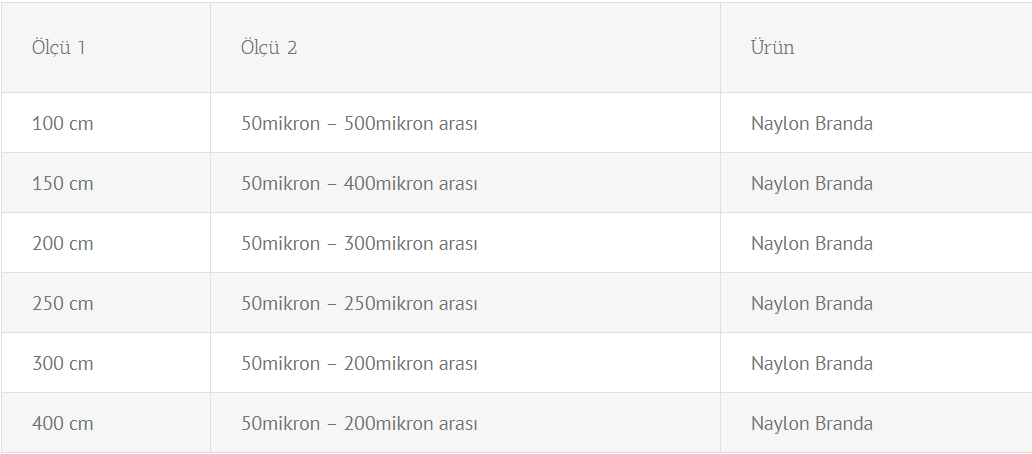 Ölçü 1 Ölçü 2 Ürün
100 cm 50mikron – 500mikron arası Naylon Branda
150 cm 50mikron – 400mikron arası Naylon Branda
200 cm 50mikron – 300mikron arası Naylon Branda
250 cm 50mikron – 250mikron arası Naylon Branda
300 cm 50mikron – 200mikron arası Naylon Branda
400 cm 50mikron – 200mikron arası Naylon Branda